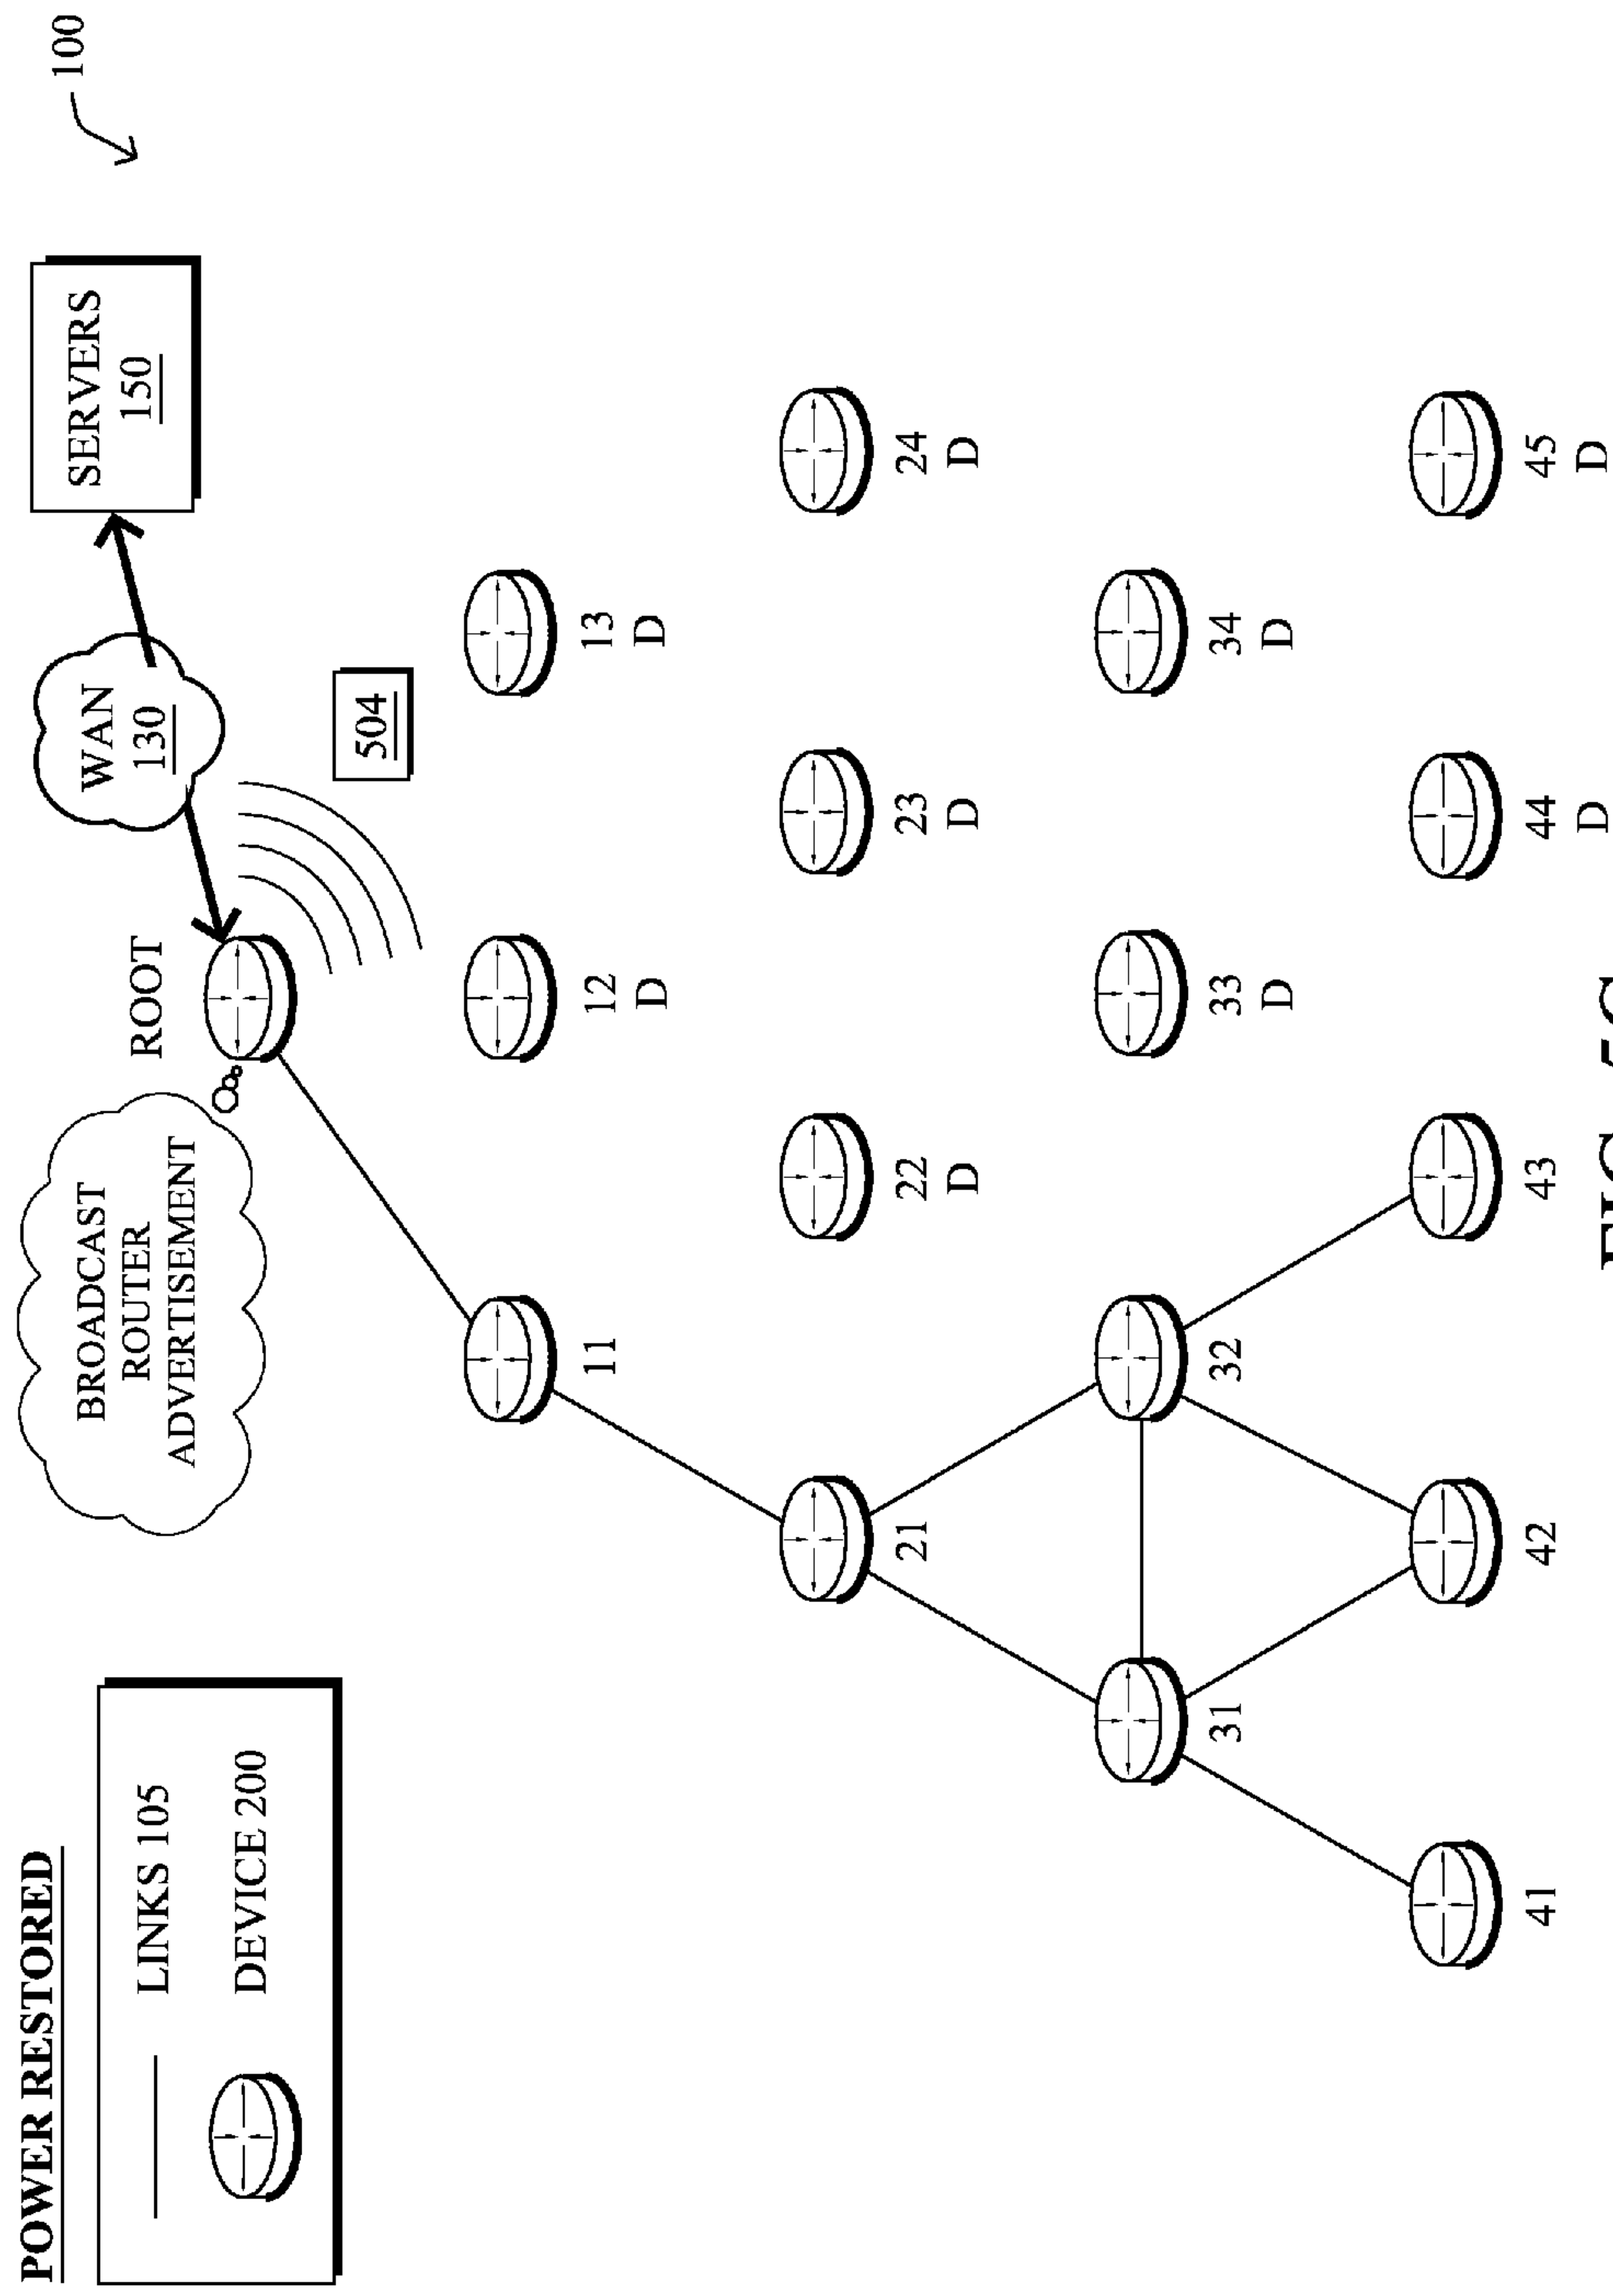 POWER RESTORED
LINKS 105
DEVICE 200
BROADCAST
ROUTER
ADVERTISEMENT
ROOT
WAN
130
SERVERS
150
100
504
11
12
D
13
D
21
22
D
23
D
24
D
31
32
33
D
34
D
41
42
43
44
D
45
D